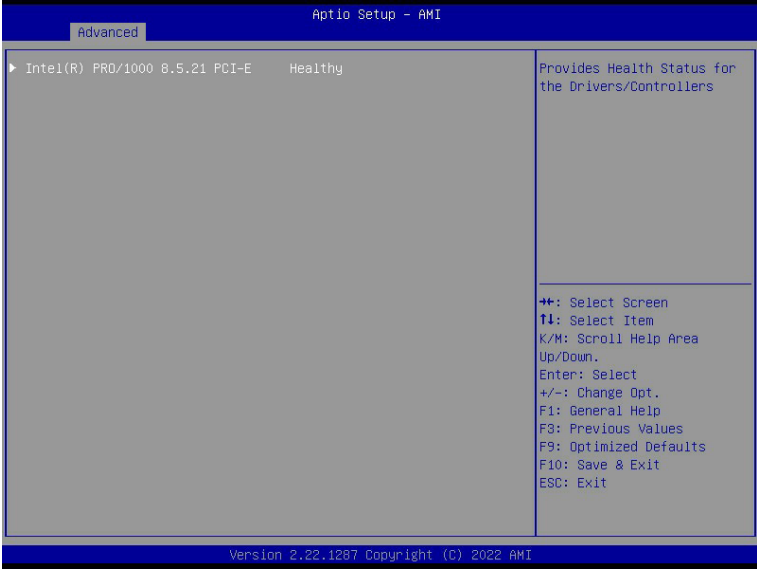 Aptio Setup – AMI
Advanced
▶ Intel(R) PRO/1000 8.5.21 PCI-E Healthy
Provides Health Status for
the Drivers/Controllers
→←: Select Screen
↑↓: Select Item
K/M: Scroll Help Area
Up/Down.
Enter: Select
+/-: Change Opt.
F1: General Help
F3: Previous Values
F9: Optimized Defaults
F10: Save & Exit
ESC: Exit
Version 2.22.1287 Copyright (C) 2022 AMI